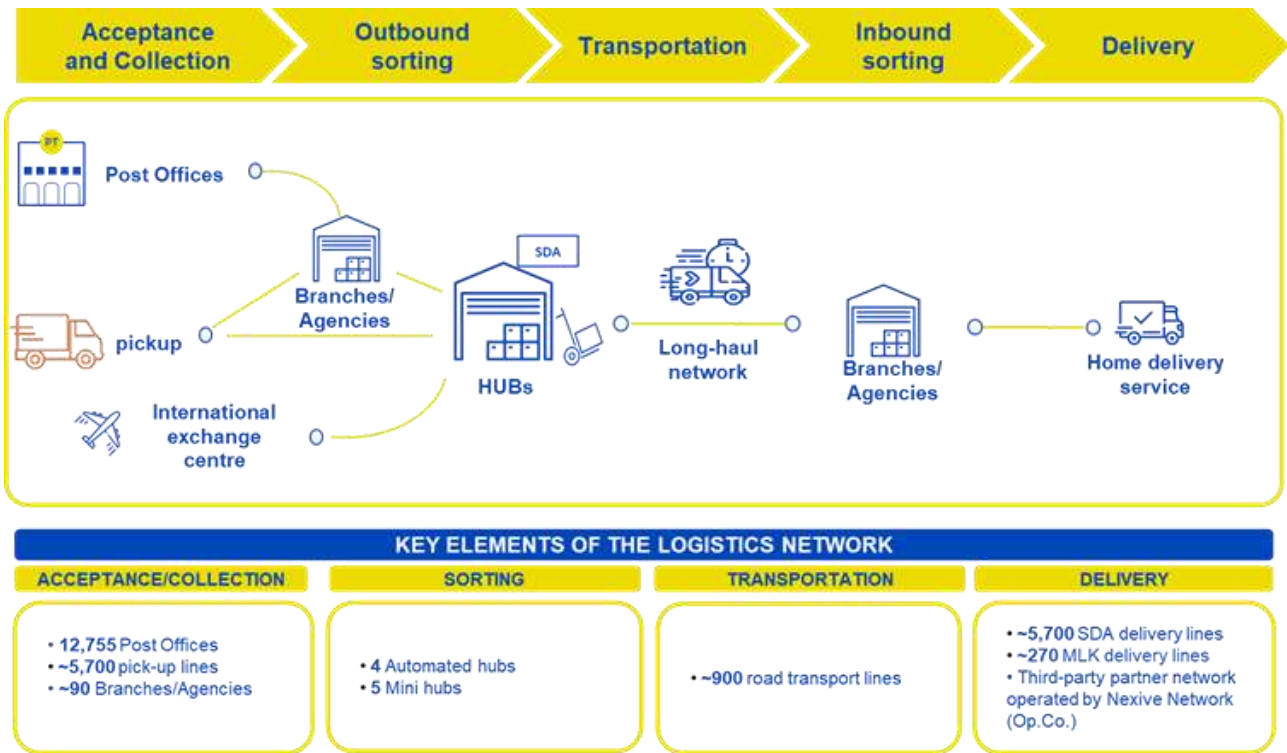 Acceptance
and Collection
Outbound
sorting
Transportation
Inbound
sorting
Delivery
PT
Post Offices
SDA
Branches/
Agencies
pickup
HUBs
Long-haul
network
Branches/
Agencies
Home delivery
service
International
exchange
centre
KEY ELEMENTS OF THE LOGISTICS NETWORK
ACCEPTANCE/COLLECTION
• 12,755 Post Offices
• ~5,700 pick-up lines
• ~90 Branches/Agencies
SORTING
• 4 Automated hubs
• 5 Mini hubs
TRANSPORTATION
• ~900 road transport lines
DELIVERY
• ~5,700 SDA delivery lines
• ~270 MLK delivery lines
• Third-party partner network
operated by Nexive Network
(Op.Co.)